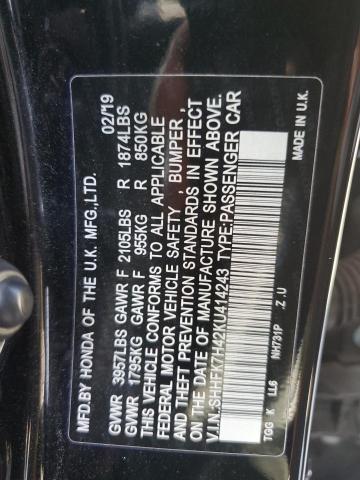 MFD.BY HONDA OF THE U.K. MFG.,LTD. 02/19
GVWR 3957LBS GAWR F 2105LBS R 1874LBS
GVWR 1795KG GAWR F 955KG R 850KG
THIS VEHICLE CONFORMS TO ALL APPLICABLE
FEDERAL MOTOR VEHICLE SAFETY , BUMPER ,
AND THEFT PREVENTION STANDARDS IN EFFECT
ON THE DATE OF MANUFACTURE SHOWN ABOVE.
V.I.N.:SHHFK7H42KU414243 TYPE:PASSENGER CAR
TGG K LL6 NH731P Z.U MADE IN U.K.